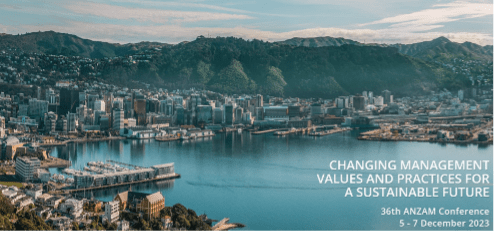 CHANGING MANAGEMENT
VALUES AND PRACTICES FOR
A SUSTAINABLE FUTURE
36th ANZAM Conference
5 - 7 December 2023